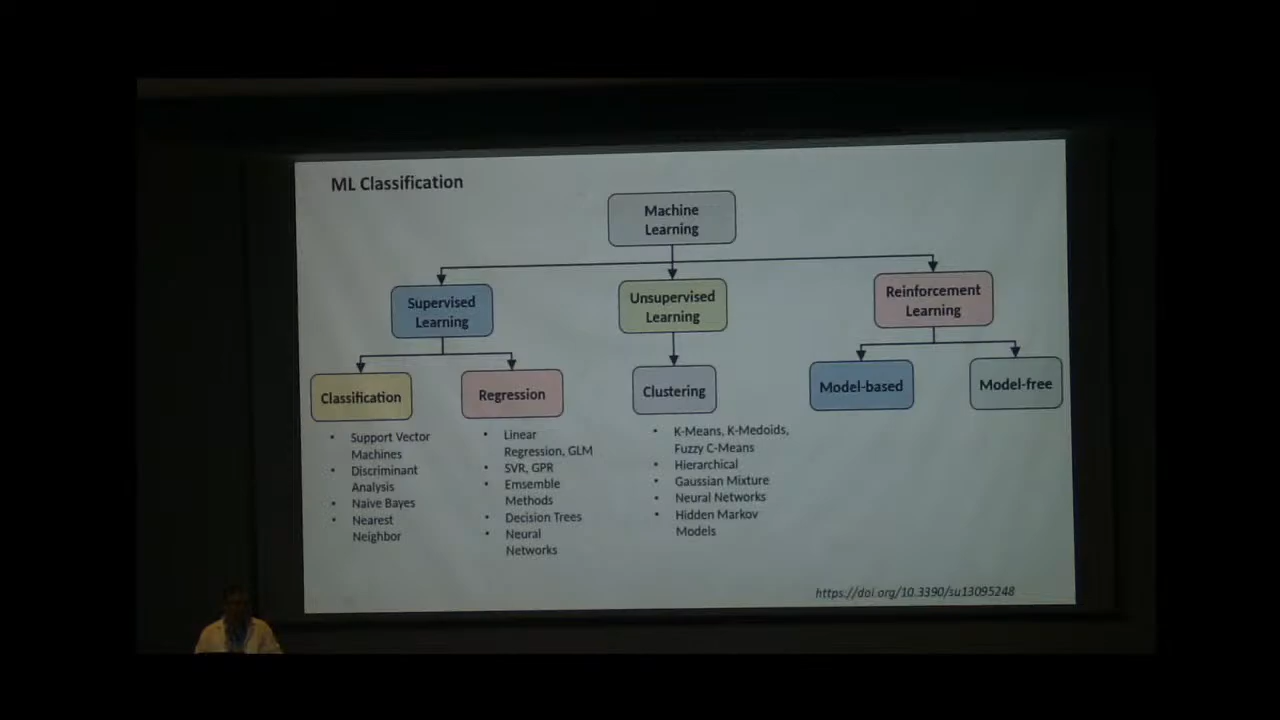 ML Classification
Machine
Learning
Supervised
Learning
Unsupervised
Learning
Reinforcement
Learning
Classification
Regression
Clustering
Model-based
Model-free
• Support Vector
Machines
• Discriminant
Analysis
• Naive Bayes
• Nearest
Neighbor
• Linear
Regression, GLM
• SVR, GPR
• Emsemble
Methods
• Decision Trees
• Neural
Networks
• K-Means, K-Medoids,
Fuzzy C-Means
• Hierarchical
• Gaussian Mixture
• Neural Networks
• Hidden Markov
Models
https://doi.org/10.3390/su13095248